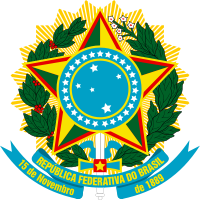 REPÚBLICA FEDERATIVA DO BRASIL
15 de Novembro
de 1889